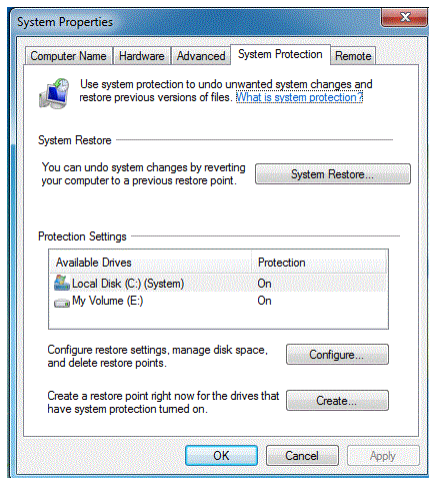 System Properties
Computer Name
Hardware
Advanced
System Protection
Remote
Use system protection to undo unwanted system changes and
restore previous versions of files. What is system protection?
System Restore
You can undo system changes by reverting
your computer to a previous restore point.
System Restore...
Protection Settings
Available Drives Protection
Local Disk (C:) (System) On
My Volume (E:) On
Configure restore settings, manage disk space,
and delete restore points.
Configure...
Create a restore point right now for the drives that
have system protection turned on.
Create...
OK
Cancel
Apply